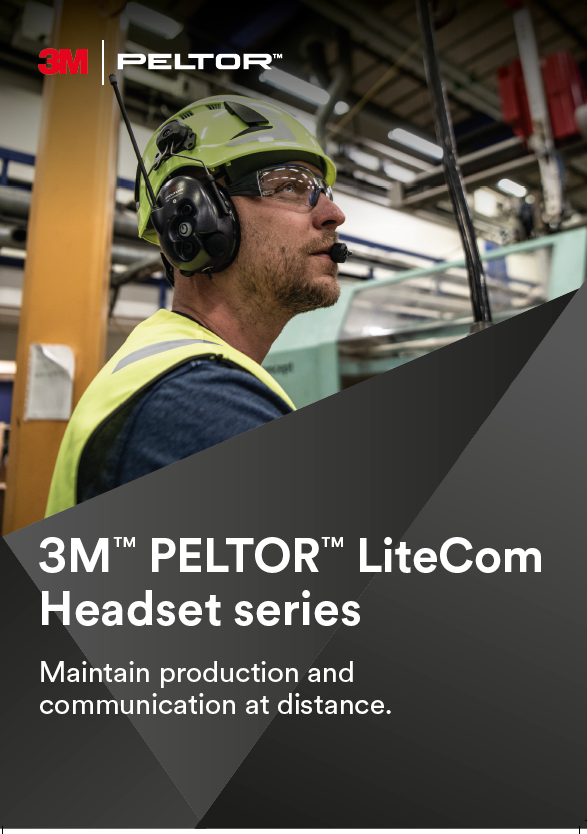 3M PELTOR™
3M™ PELTOR™ LiteCom
Headset series
Maintain production and
communication at distance.